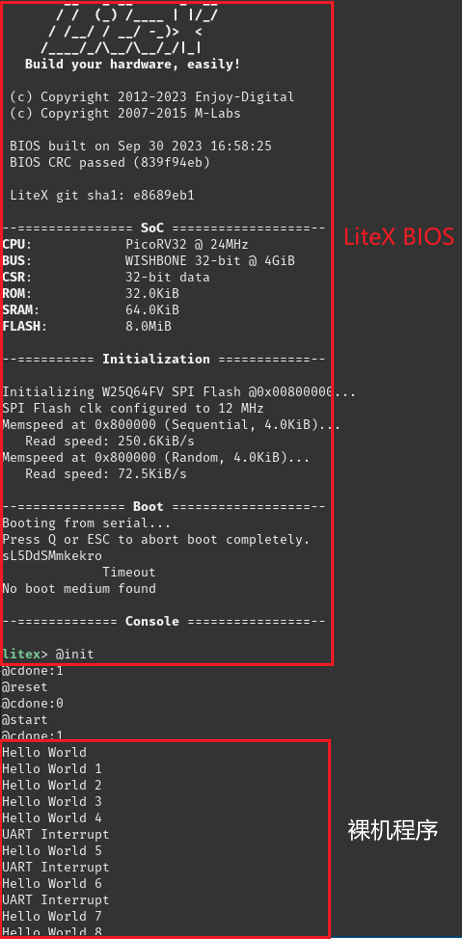 / /  (_) /____ | |/_/
/ /__/ / __/ -_)>  <
/____/_/\__/\__/_/|_|
Build your hardware, easily!
(c) Copyright 2012-2023 Enjoy-Digital
(c) Copyright 2007-2015 M-Labs
BIOS built on Sep 30 2023 16:58:25
BIOS CRC passed (839f94eb)
LiteX git sha1: e8689eb1
--=============== SoC ==================--
CPU: PicoRV32 @ 24MHz
BUS: WISHBONE 32-bit @ 4GiB
CSR: 32-bit data
ROM: 32.0KiB
SRAM: 64.0KiB
FLASH: 8.0MiB
--========== Initialization ============--
Initializing W25Q64FV SPI Flash @0x00800000...
SPI Flash clk configured to 12 MHz
Memspeed at 0x800000 (Sequential, 4.0KiB)...
Read speed: 250.6KiB/s
Memspeed at 0x800000 (Random, 4.0KiB)...
Read speed: 72.5KiB/s
--============== Boot ==================--
Booting from serial...
Press Q or ESC to abort boot completely.
sL5DdSMmkekro
Timeout
No boot medium found
--============= Console ================--
litex> @init
@cdone:1
@reset
@cdone:0
@start
@cdone:1
Hello World
Hello World 1
Hello World 2
Hello World 3
Hello World 4
UART Interrupt
Hello World 5
UART Interrupt
Hello World 6
UART Interrupt
Hello World 7
Hello World 8
LiteX BIOS
裸机程序